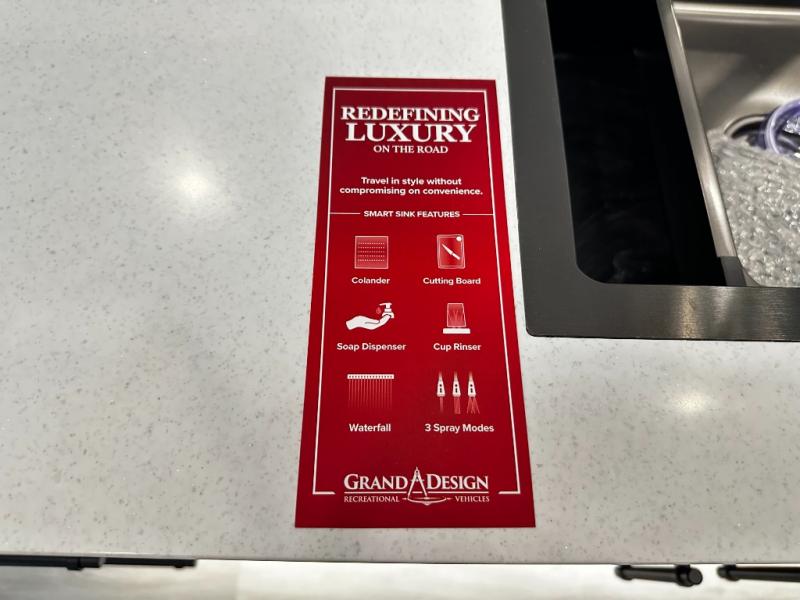 REDEFINING
LUXURY
ON THE ROAD
Travel in style without
compromising on convenience.
SMART SINK FEATURES
Colander
Cutting Board
Soap Dispenser
Cup Rinser
Waterfall
3 Spray Modes
GRAND DESIGN
RECREATIONAL VEHICLES